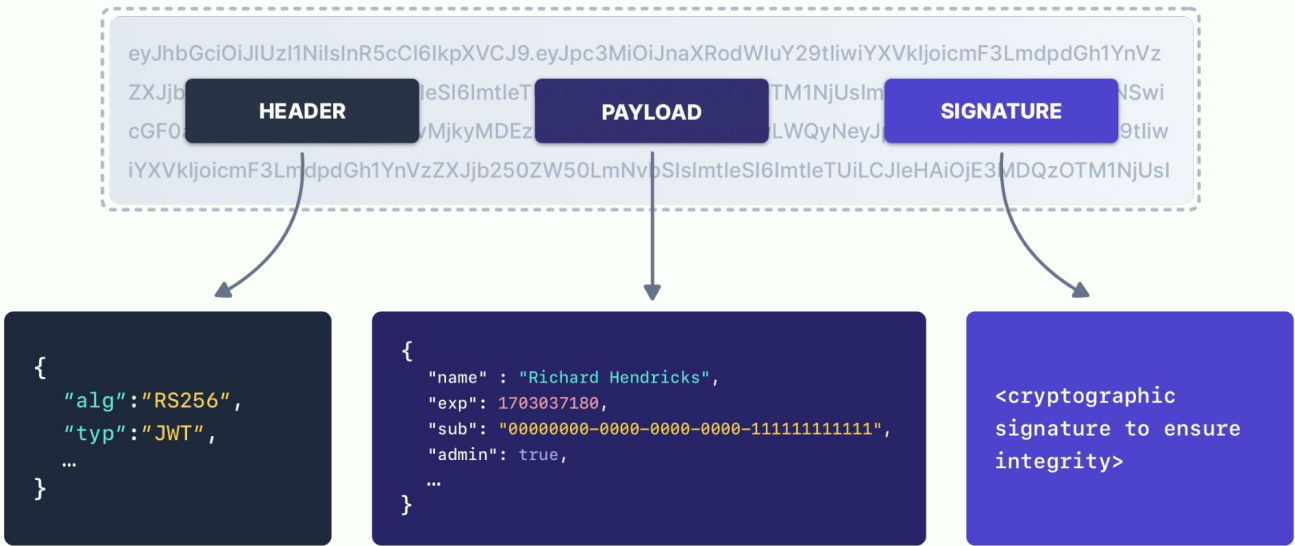 eyJhbGciOiJIUzI1NiIsInR5cCI6IkpXVCJ9.eyJpc3MiOiJnaXRodWIuY29tIiwiYXVkIjoicmF3LmdpdGh1YnVz
HEADER
PAYLOAD
SIGNATURE
iYXVkIjoicmF3LmdpdGh1YnVzZXJjb250ZW50LmNvbSIsImtleSI6ImtleTUiLCJleHAiOjE3MDQzOTM1NjUsI
{
“alg”:”RS256”,
“typ”:”JWT”,
…
}
{
"name" : "Richard Hendricks",
"exp": 1703037180,
"sub": "00000000-0000-0000-0000-111111111111",
"admin": true,
…
}
<cryptographic
signature to ensure
integrity>